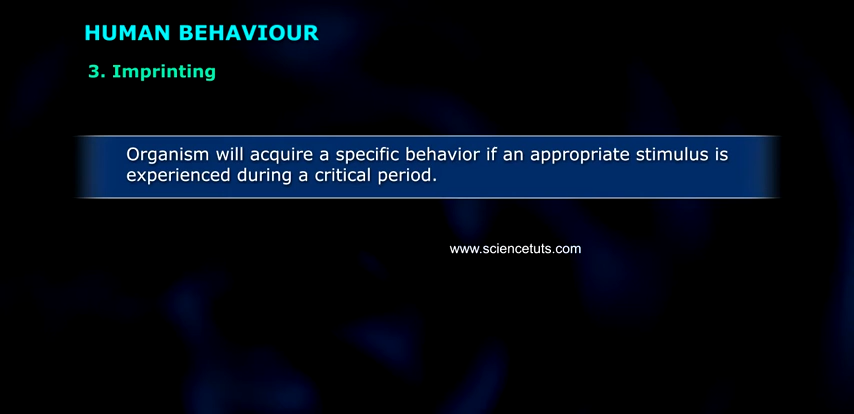 HUMAN BEHAVIOUR
3. Imprinting
Organism will acquire a specific behavior if an appropriate stimulus is
experienced during a critical period.
www.sciencetuts.com